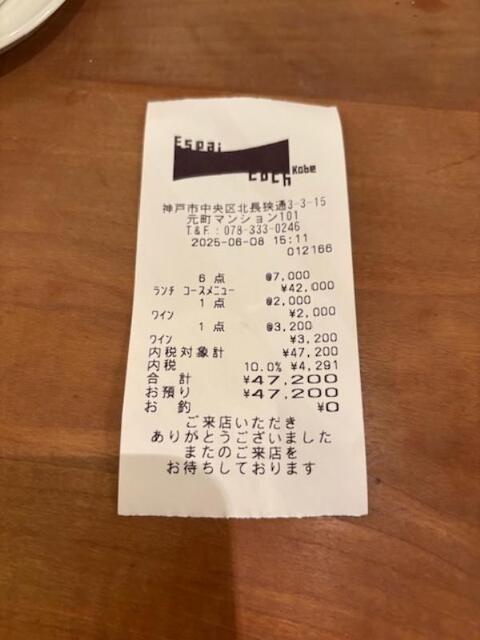 Espai
Coch Kobe
神戸市中央区北長狭通3-3-15
元町マンション101
T&F.:078-333-0246
2025-06-08 15:11
012166
6 点 @7,000
ランチ コースメニュー ¥42,000
1 点 @2,000
ワイン ¥2,000
1 点 @3,200
ワイン ¥3,200
内税対象計 ¥47,200
内税 10.0% ¥4,291
合 計 ¥47,200
お預り ¥47,200
お 釣 ¥0
ご来店いただき
ありがとうございました
またのご来店を
お待ちしております